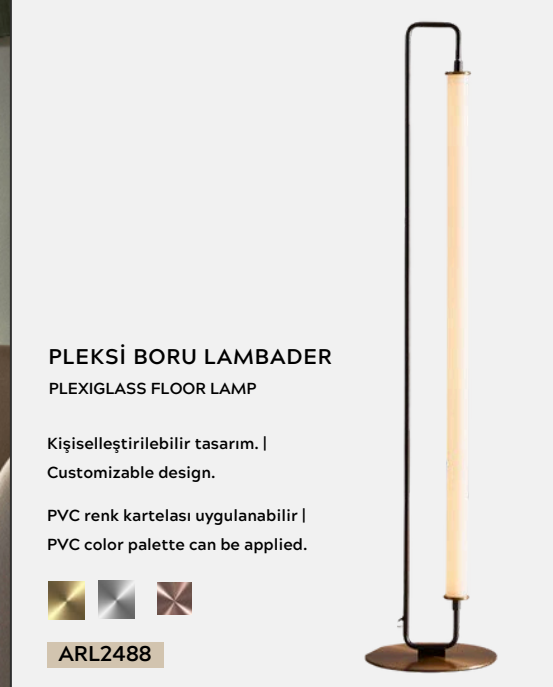 PLEKSİ BORU LAMBADER
PLEXIGLASS FLOOR LAMP
Kişiselleştirilebilir tasarım. |
Customizable design.
PVC renk kartelası uygulanabilir |
PVC color palette can be applied.
ARL2488